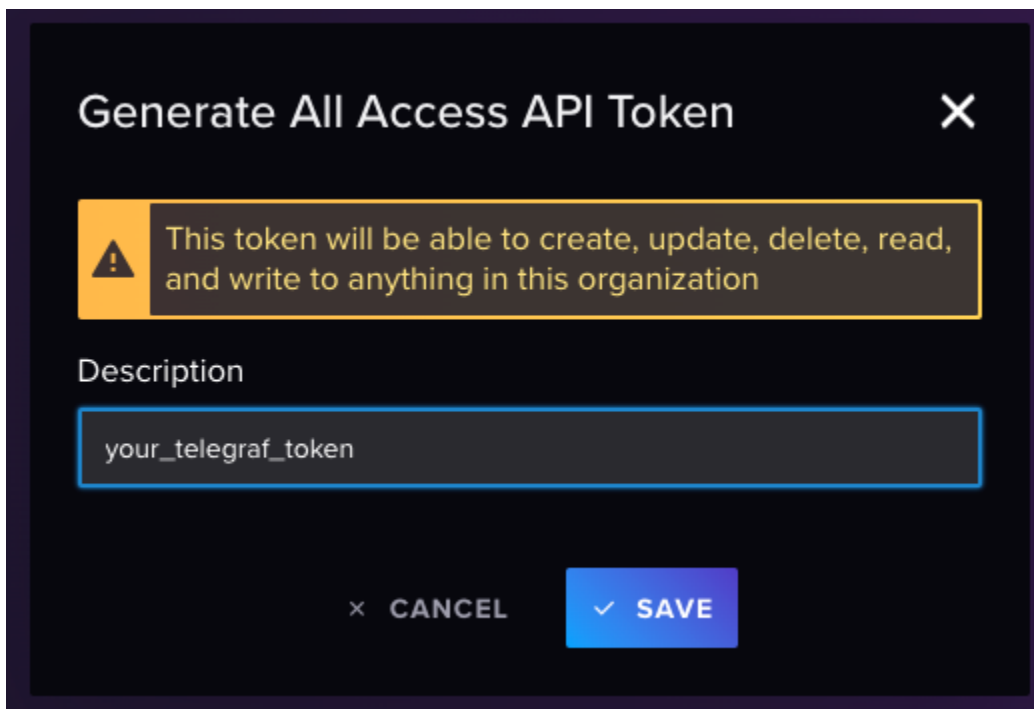 Generate All Access API Token
This token will be able to create, update, delete, read,
and write to anything in this organization
Description
your_telegraf_token
CANCEL
SAVE